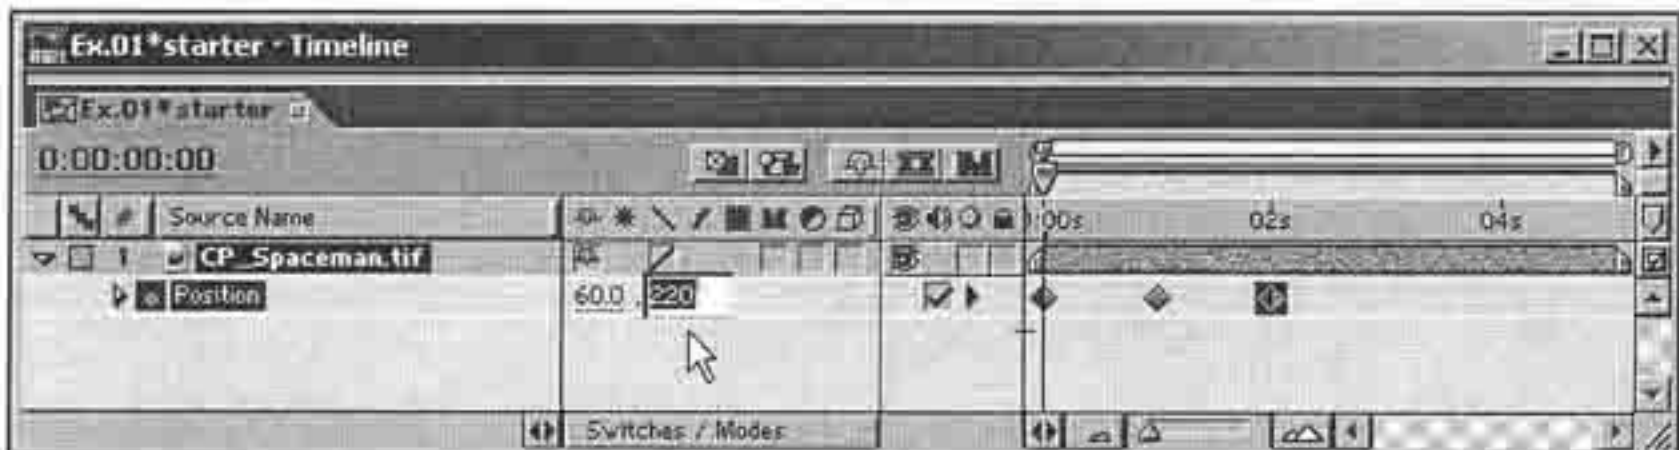 Ex.01*starter · Timeline
Ex.01*starter
0:00:00:00
# Source Name
:00s 02s 04s
1 CP_Spaceman.tif
Position
60.0 , 220
Switches / Modes